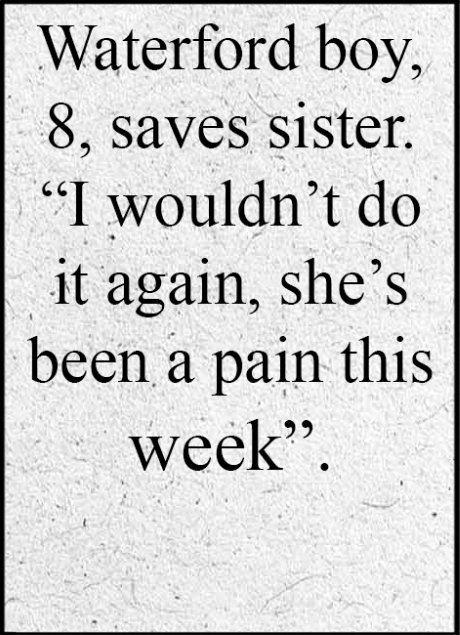 Waterford boy,
8, saves sister.
“I wouldn’t do
it again, she’s
been a pain this
week”.